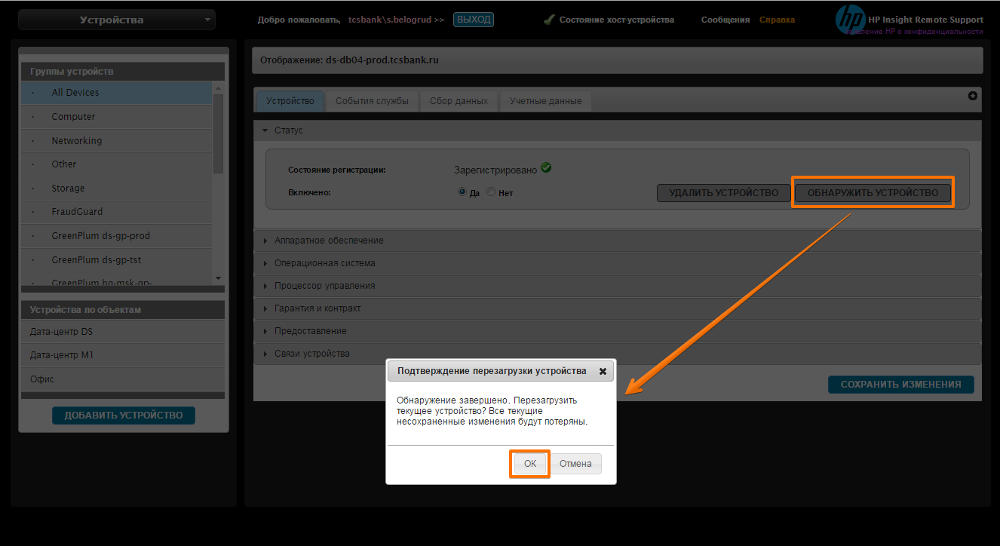 Устройства
Добро пожаловать, tcsbank\s.belogrud >> ВЫХОД
Состояние хост-устройства
Сообщения
Справка
hp
HP Insight Remote Support
HP о конфиденциальности
Группы устройств
All Devices
Computer
Networking
Other
Storage
FraudGuard
GreenPlum ds-gp-prod
GreenPlum ds-gp-tst
GreenPlum hq-msk-gp-
Устройства по объектам
Дата-центр DS
Дата-центр M1
Офис
ДОБАВИТЬ УСТРОЙСТВО
Отображение: ds-db04-prod.tcsbank.ru
Устройство
События службы
Сбор данных
Учетные данные
Статус
Состояние регистрации: Зарегистрировано
Включено: Да Нет
УДАЛИТЬ УСТРОЙСТВО
ОБНАРУЖИТЬ УСТРОЙСТВО
Аппаратное обеспечение
Операционная система
Процессор управления
Гарантия и контракт
Предоставление
Связи устройства
СОХРАНИТЬ ИЗМЕНЕНИЯ
Подтверждение перезагрузки устройства
Обнаружение завершено. Перезагрузить
текущее устройство? Все текущие
несохраненные изменения будут потеряны.
ОК
Отмена